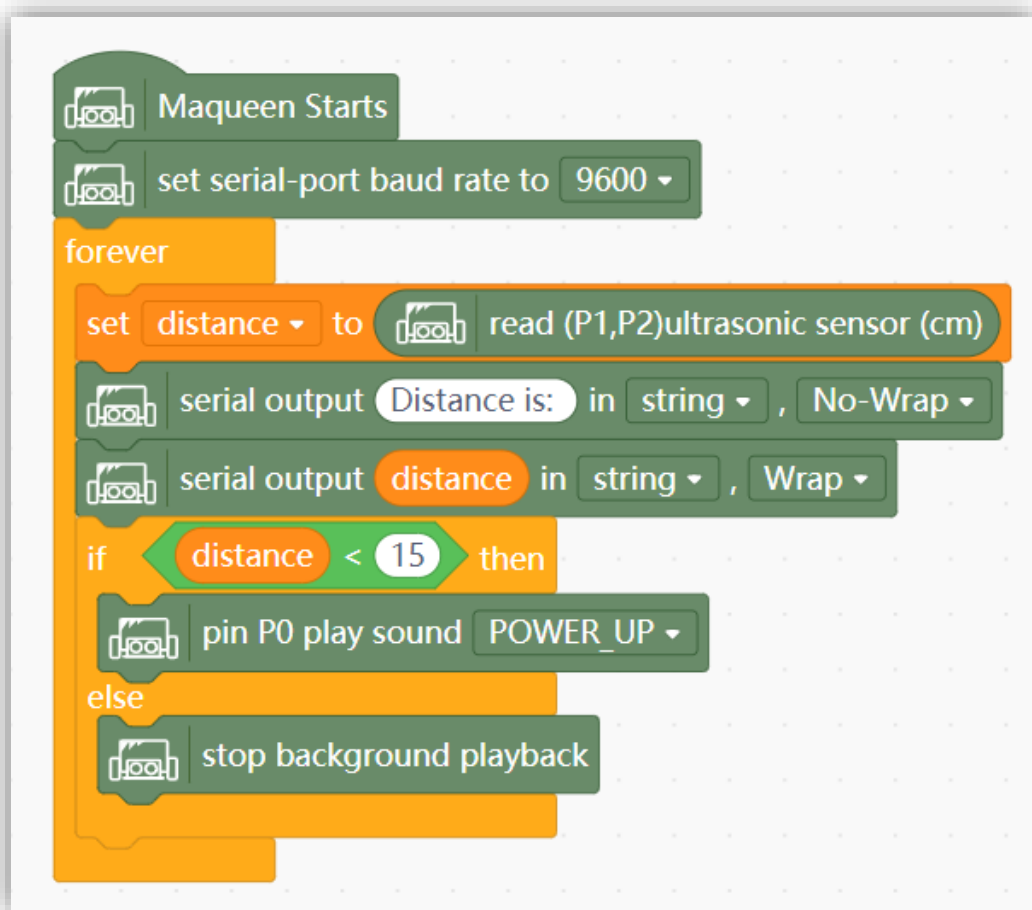 Maqueen Starts
set serial-port baud rate to 9600
forever
set distance to read (P1,P2)ultrasonic sensor (cm)
serial output Distance is: in string , No-Wrap
serial output distance in string , Wrap
if distance < 15 then
pin P0 play sound POWER_UP
else
stop background playback